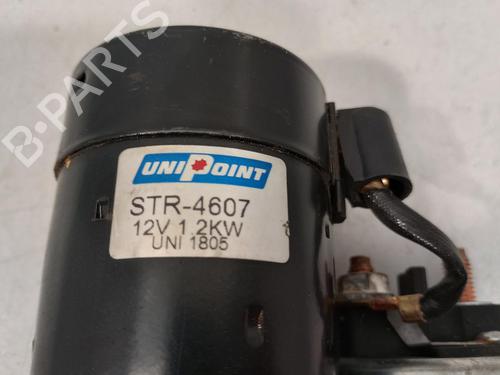 B-PARTS
UNIPOINT
STR-4607
12V 1.2KW
UNI 1805